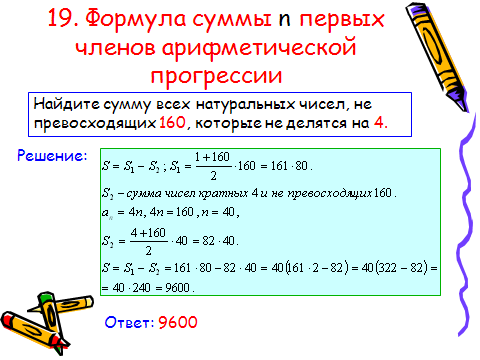 19. Формула суммы n первых
членов арифметической
прогрессии
Найдите сумму всех натуральных чисел, не
превосходящих 160, которые не делятся на 4.
Решение:
S = S₁ − S₂ ; S₁ = (1+160)/2 · 160 = 161 · 80 .
S₂ − сумма чисел кратных 4 и не превосходящих 160 .
aₙ = 4n, 4n = 160 , n = 40 ,
S₂ = (4+160)/2 · 40 = 82 · 40 .
S = S₁ − S₂ = 161 · 80 − 82 · 40 = 40(161 · 2 − 82) = 40(322 − 82) =
= 40 · 240 = 9600 .
Ответ: 9600